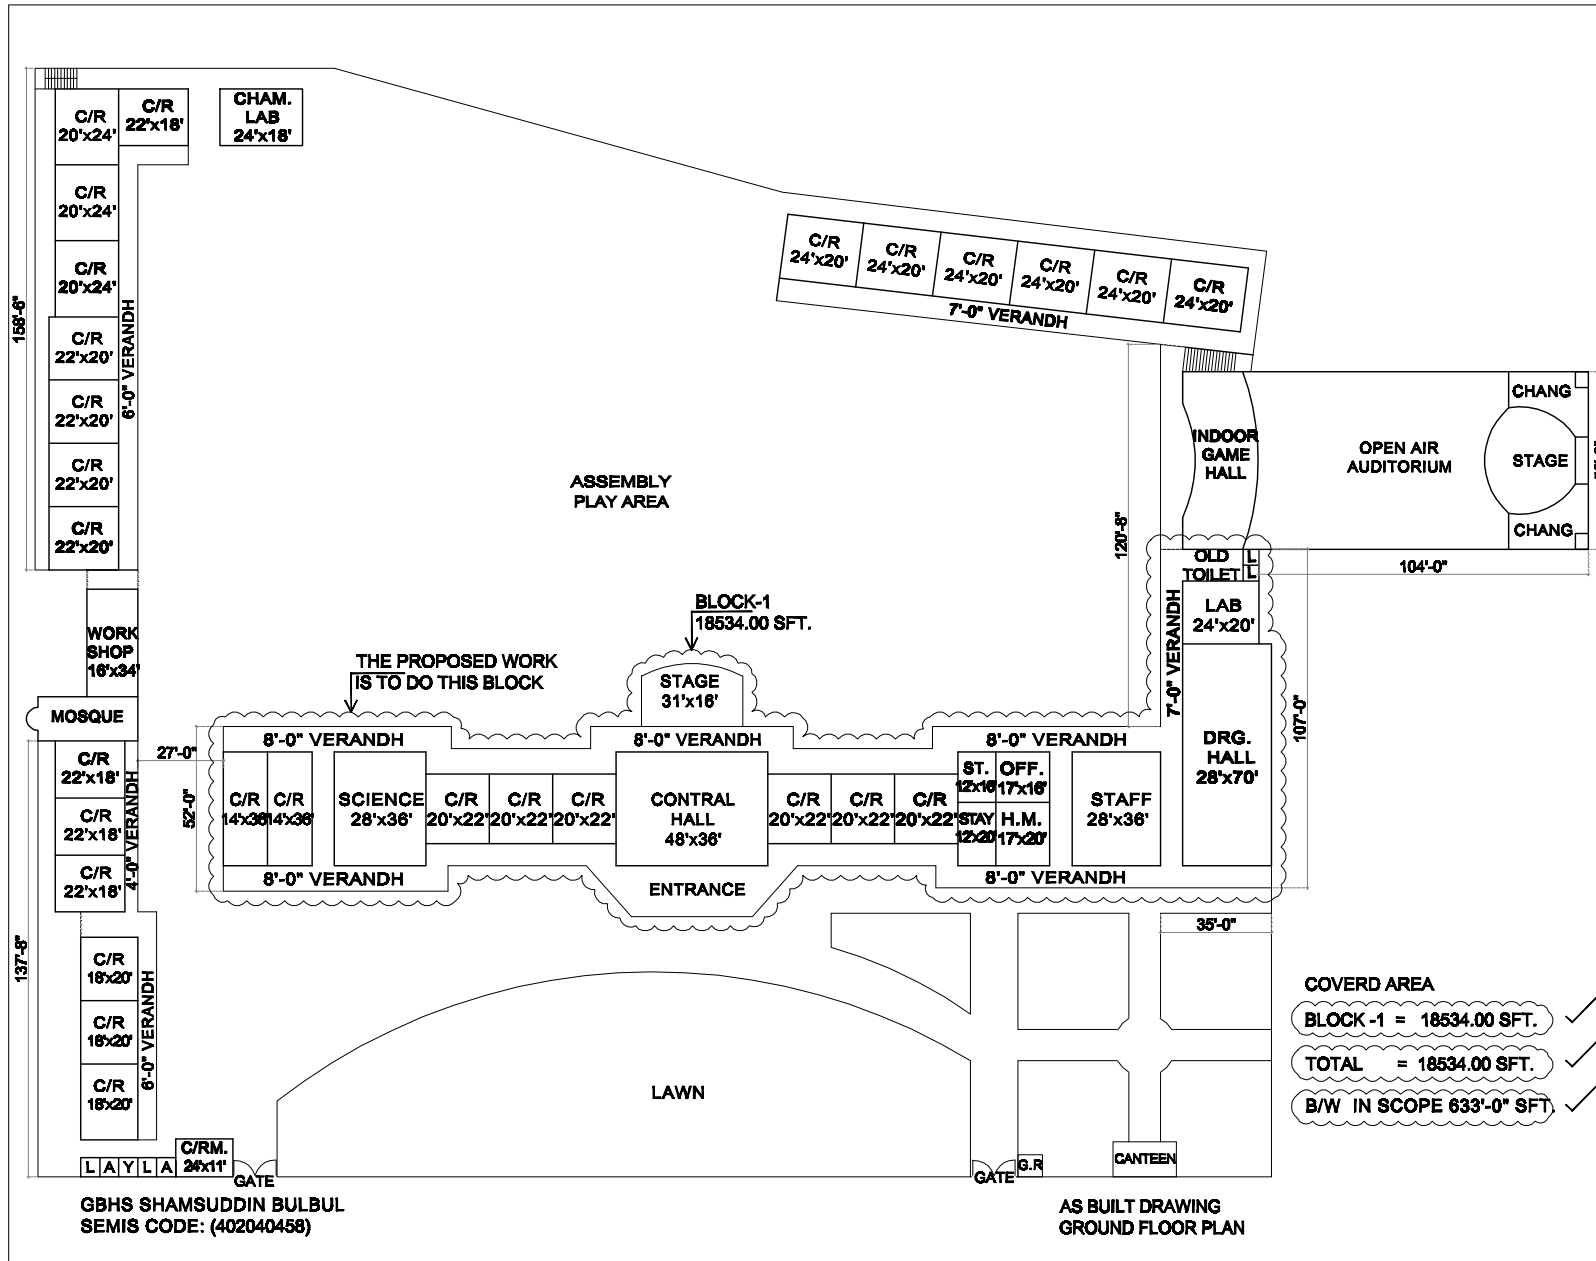 C/R
20'x24'
C/R
22'x18'
CHAM.
LAB
24'x18'
C/R
20'x24'
C/R
20'x24'
C/R
22'x20'
C/R
22'x20'
C/R
22'x20'
C/R
22'x20'
6'-0" VERANDH
158'-6"
C/R
24'x20'
C/R
24'x20'
C/R
24'x20'
C/R
24'x20'
C/R
24'x20'
C/R
24'x20'
7'-0" VERANDH
CHANG
INDOOR
GAME
HALL
OPEN AIR
AUDITORIUM
STAGE
CHANG
104'-0"
120'-8"
ASSEMBLY
PLAY AREA
OLD
TOILET
L
L
LAB
24'x20'
7'-0" VERANDH
DRG.
HALL
28'x70'
107'-0"
BLOCK-1
18534.00 SFT.
THE PROPOSED WORK
IS TO DO THIS BLOCK
STAGE
31'x16'
WORK
SHOP
16'x34'
MOSQUE
27'-0"
52'-0"
8'-0" VERANDH
8'-0" VERANDH
8'-0" VERANDH
C/R
22'x18'
C/R
22'x18'
C/R
22'x18'
4'-0" VERANDH
C/R
14'x36'
C/R
14'x36'
SCIENCE
28'x36'
C/R
20'x22'
C/R
20'x22'
C/R
20'x22'
CONTRAL
HALL
48'x36'
C/R
20'x22'
C/R
20'x22'
C/R
20'x22'
ST.
12'x16'
OFF.
17'x16'
STAY
12'x20'
H.M.
17'x20'
STAFF
28'x36'
8'-0" VERANDH
ENTRANCE
8'-0" VERANDH
35'-0"
137'-8"
C/R
18'x20'
C/R
18'x20'
C/R
18'x20'
6'-0" VERANDH
LAWN
COVERD AREA
BLOCK -1 = 18534.00 SFT.
TOTAL = 18534.00 SFT.
B/W IN SCOPE 633'-0" SFT.
L A Y L A
C/RM.
24'x11'
GATE
GATE
G.R
CANTEEN
GBHS SHAMSUDDIN BULBUL
SEMIS CODE: (402040458)
AS BUILT DRAWING
GROUND FLOOR PLAN